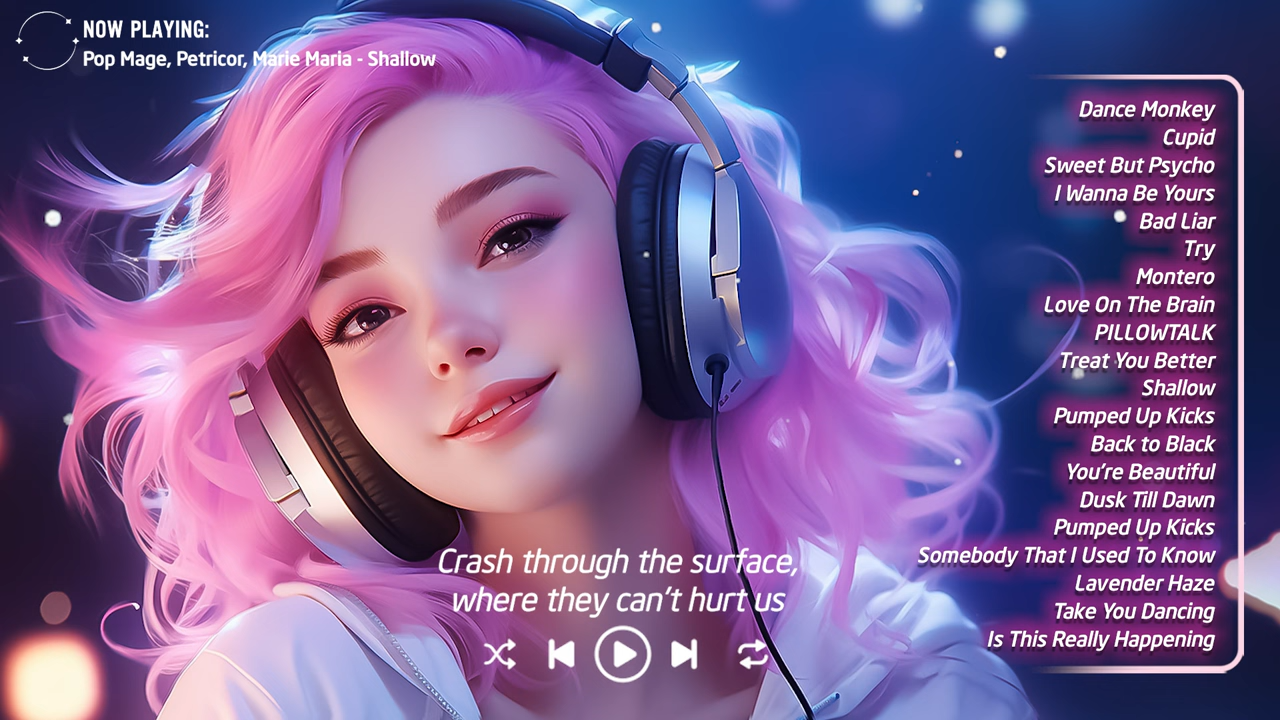 NOW PLAYING:
Pop Mage, Petricor, Marie Maria - Shallow
Dance Monkey
Cupid
Sweet But Psycho
I Wanna Be Yours
Bad Liar
Try
Montero
Love On The Brain
PILLOWTALK
Treat You Better
Shallow
Pumped Up Kicks
Back to Black
You're Beautiful
Dusk Till Dawn
Pumped Up Kicks
Somebody That I Used To Know
Lavender Haze
Take You Dancing
Is This Really Happening
Crash through the surface,
where they can't hurt us